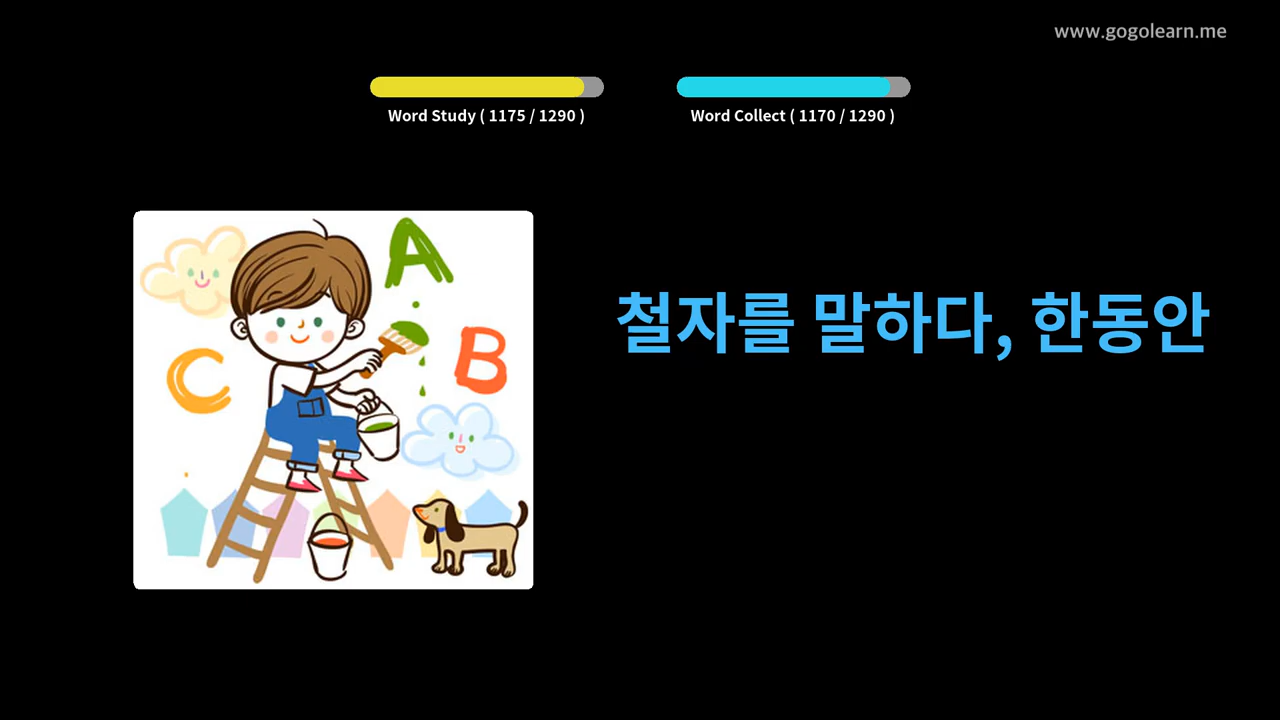 www.gogolearn.me
Word Study ( 1175 / 1290 )
Word Collect ( 1170 / 1290 )
A
B
C
철자를 말하다, 한동안